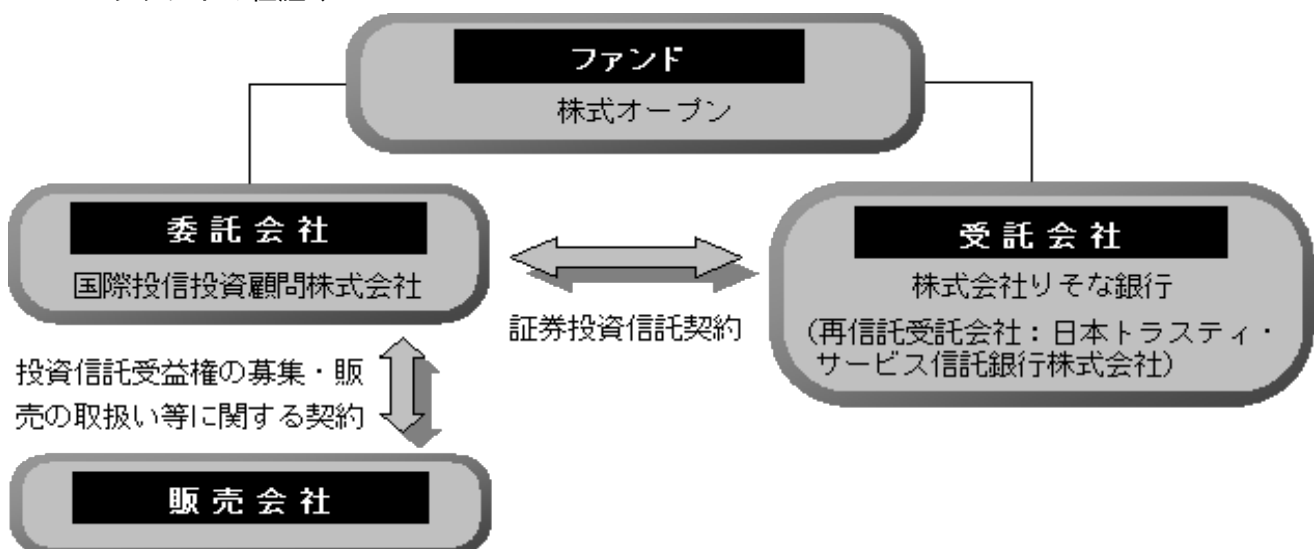 ファンド
株式オープン
委託会社
国際投信投資顧問株式会社
受託会社
株式会社りそな銀行
(再信託受託会社:日本トラスティ・
サービス信託銀行株式会社)
証券投資信託契約
投資信託受益権の募集・販
売の取扱い等に関する契約
販売会社